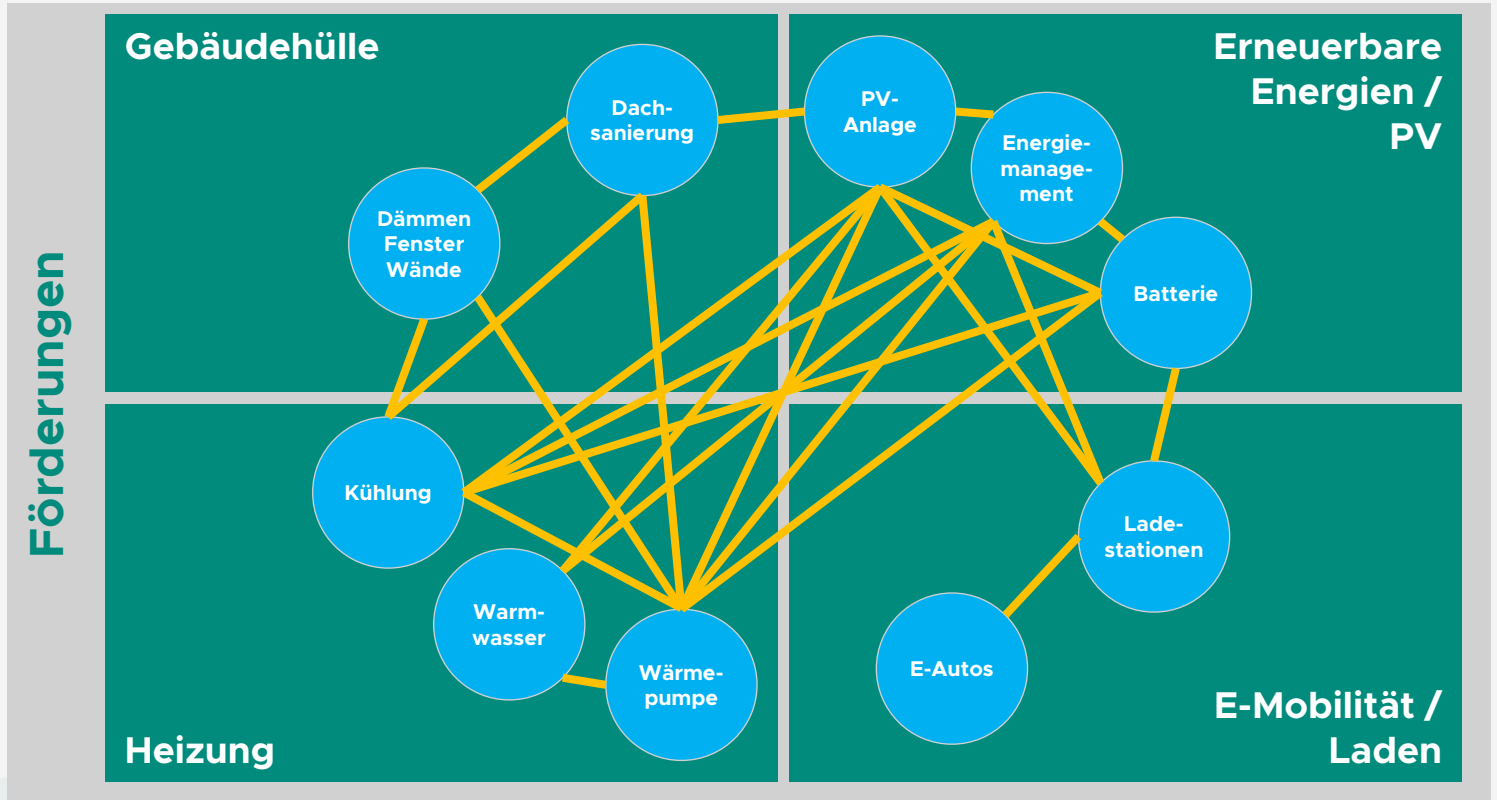 Förderungen
Gebäudehülle
Dach-
sanierung
Dämmen
Fenster
Wände
Erneuerbare
Energien /
PV
PV-
Anlage
Energie-
manage-
ment
Batterie
Kühlung
Warm-
wasser
Wärme-
pumpe
Heizung
Lade-
stationen
E-Autos
E-Mobilität /
Laden